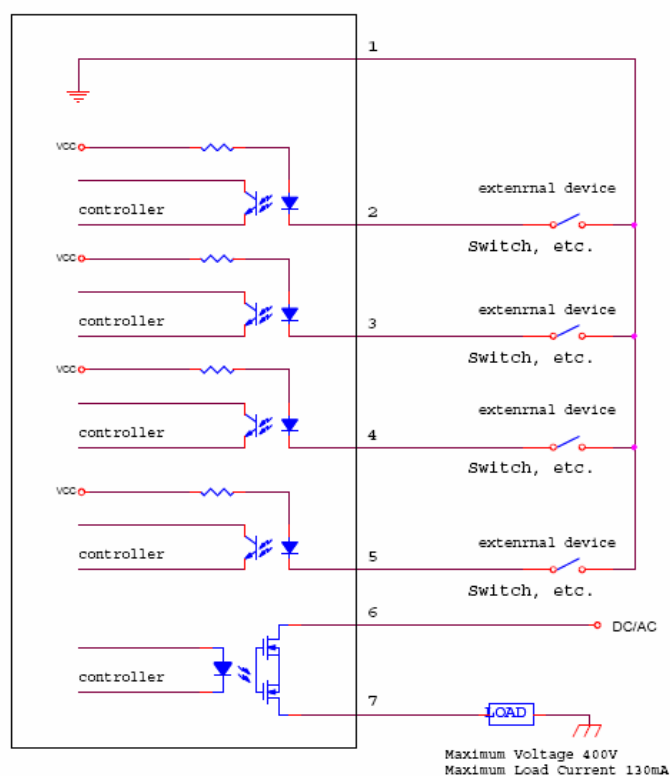 1
VCC
extenrnal device
2
controller
Switch, etc.
VCC
extenrnal device
3
controller
Switch, etc.
VCC
extenrnal device
4
controller
Switch, etc.
VCC
extenrnal device
5
controller
Switch, etc.
6
DC/AC
controller
7
LOAD
Maximum Voltage 400V
Maximum Load Current 130mA